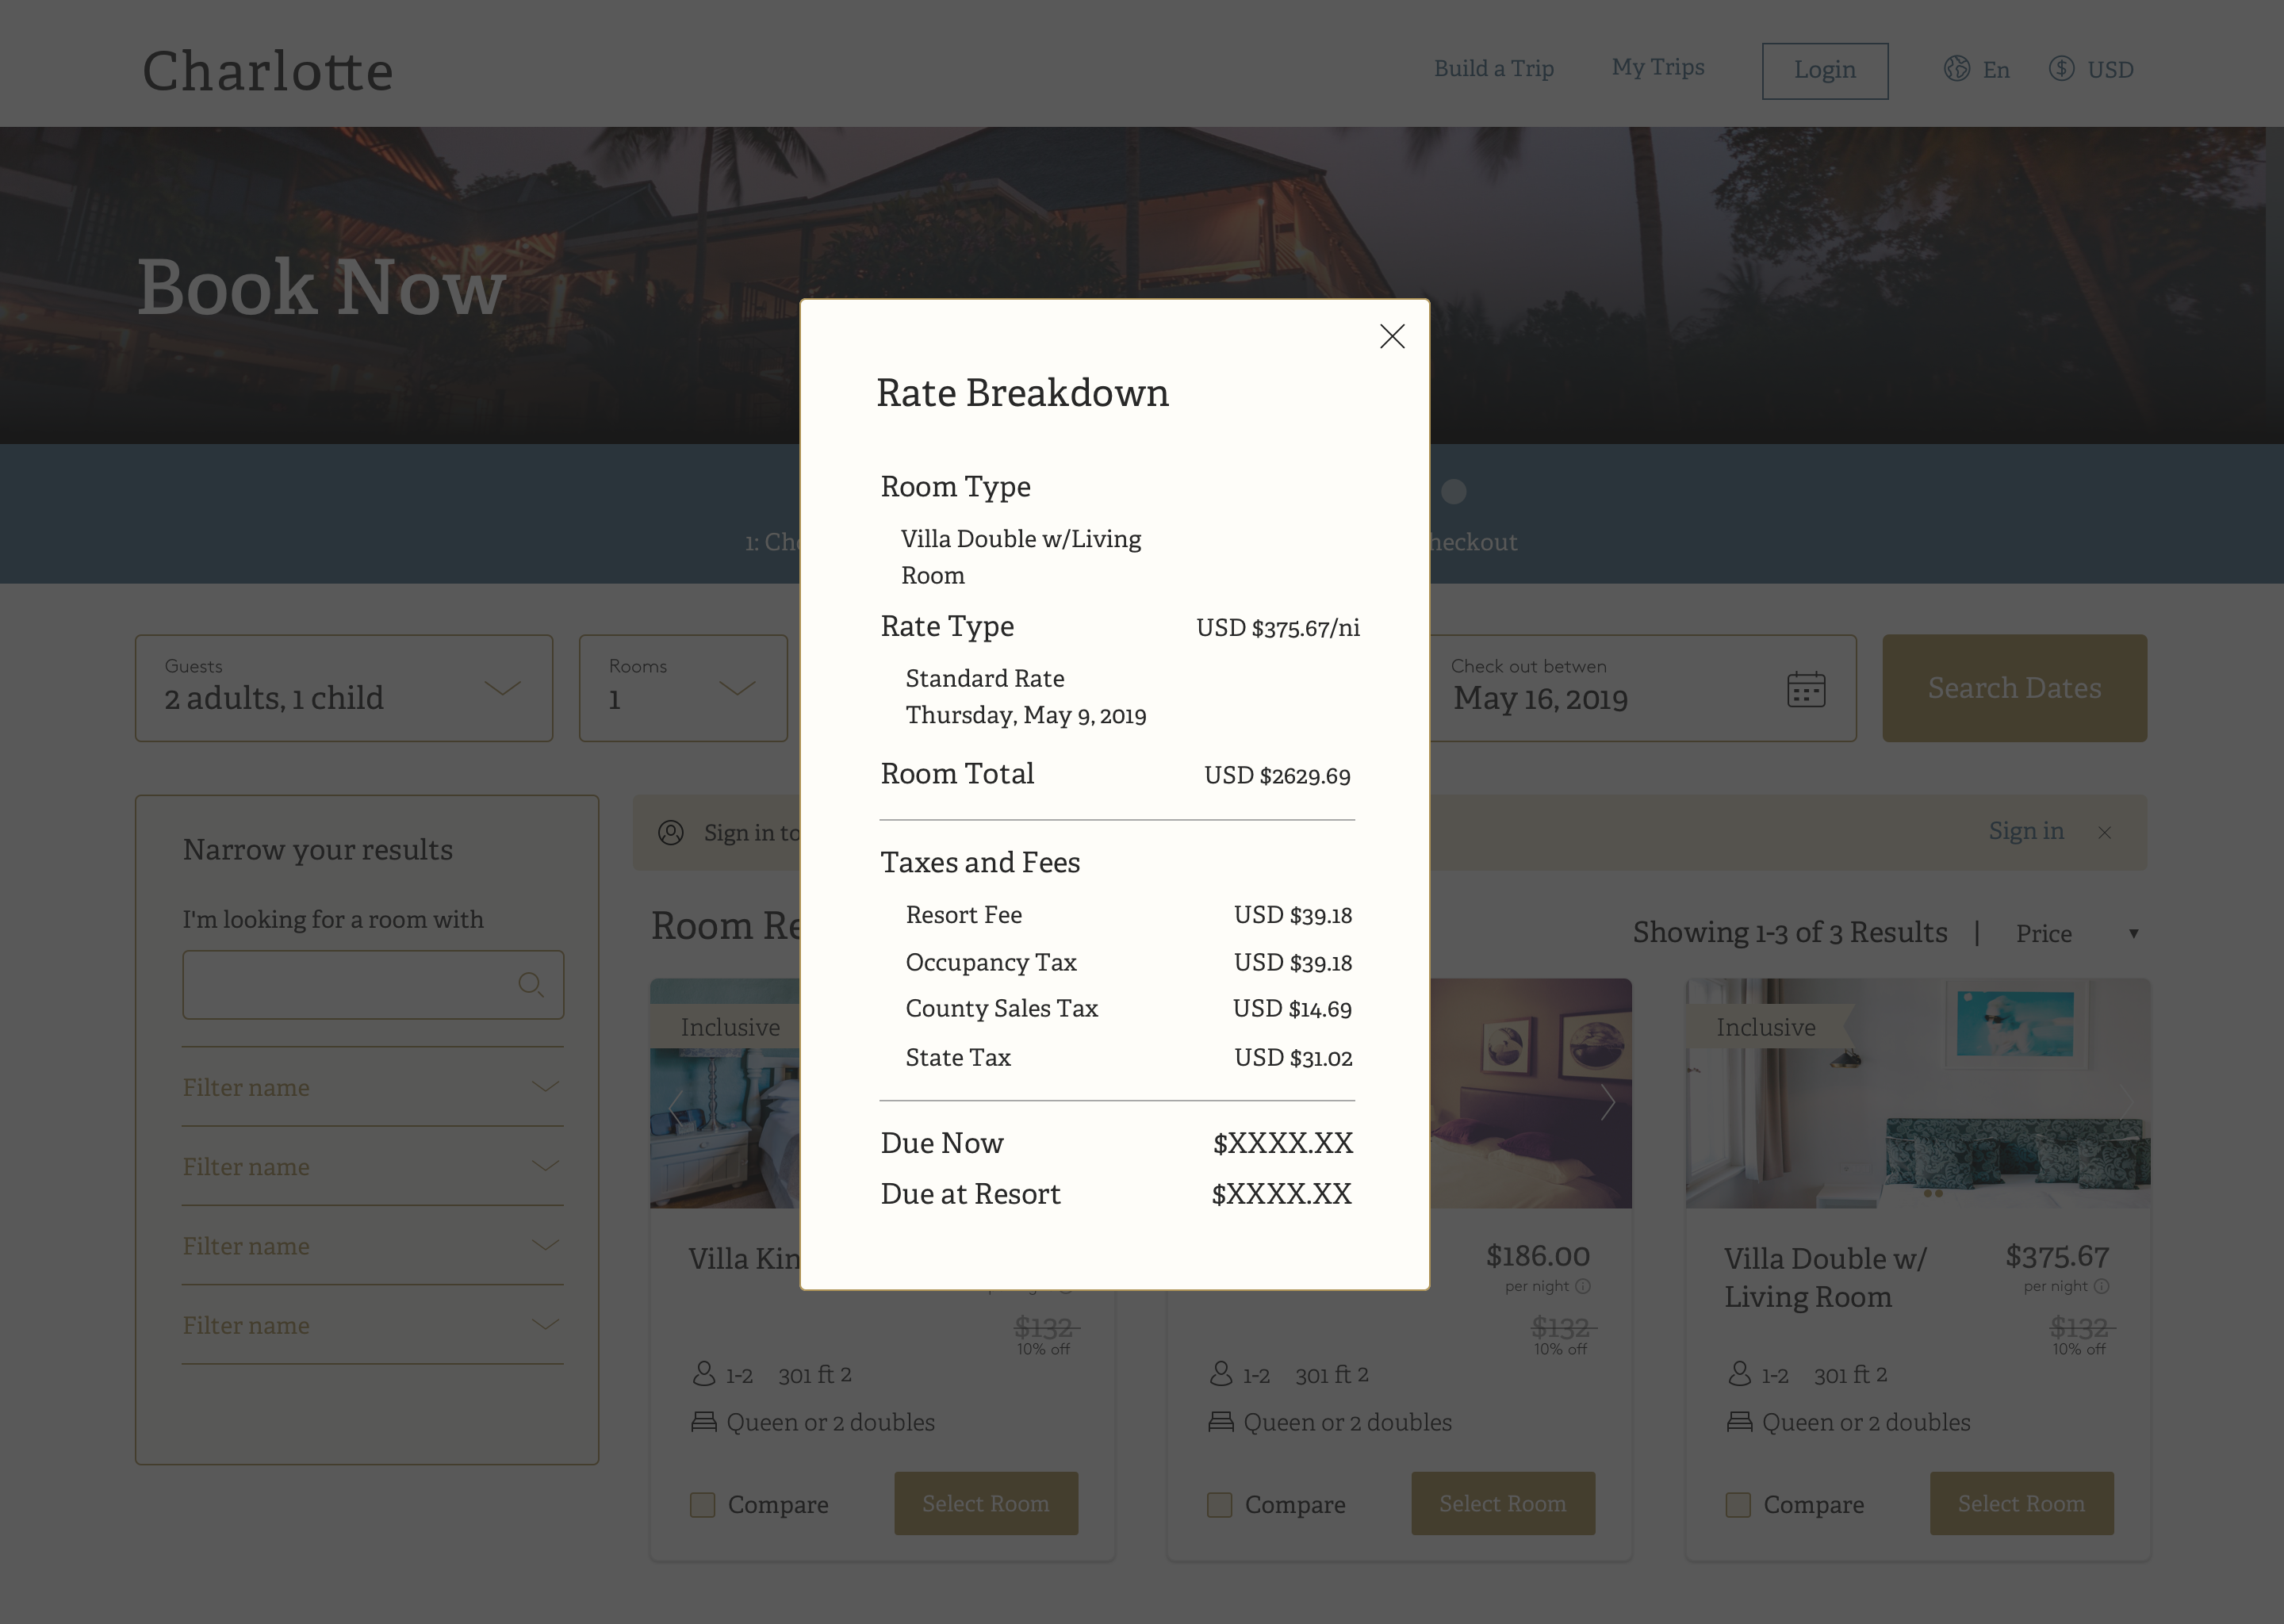 Charlotte
Build a Trip
My Trips
Login
En
USD
Book Now
1: Ch
heckout
Guests
2 adults, 1 child
Rooms
1
Check out betwen
May 16, 2019
Search Dates
Narrow your results
I'm looking for a room with
Filter name
Filter name
Filter name
Filter name
Sign in to
Sign in
Room Re
Showing 1-3 of 3 Results | Price
Inclusive
Inclusive
Villa Kin
$132
10% off
1-2 301 ft 2
Queen or 2 doubles
Compare
Select Room
$186.00
per night
$132
10% off
1-2 301 ft 2
Queen or 2 doubles
Compare
Select Room
Villa Double w/
Living Room
$375.67
per night
$132
10% off
1-2 301 ft 2
Queen or 2 doubles
Compare
Select Room
Rate Breakdown
Room Type
Villa Double w/Living
Room
Rate Type USD $375.67/ni
Standard Rate
Thursday, May 9, 2019
Room Total USD $2629.69
Taxes and Fees
Resort Fee USD $39.18
Occupancy Tax USD $39.18
County Sales Tax USD $14.69
State Tax USD $31.02
Due Now $XXXX.XX
Due at Resort $XXXX.XX